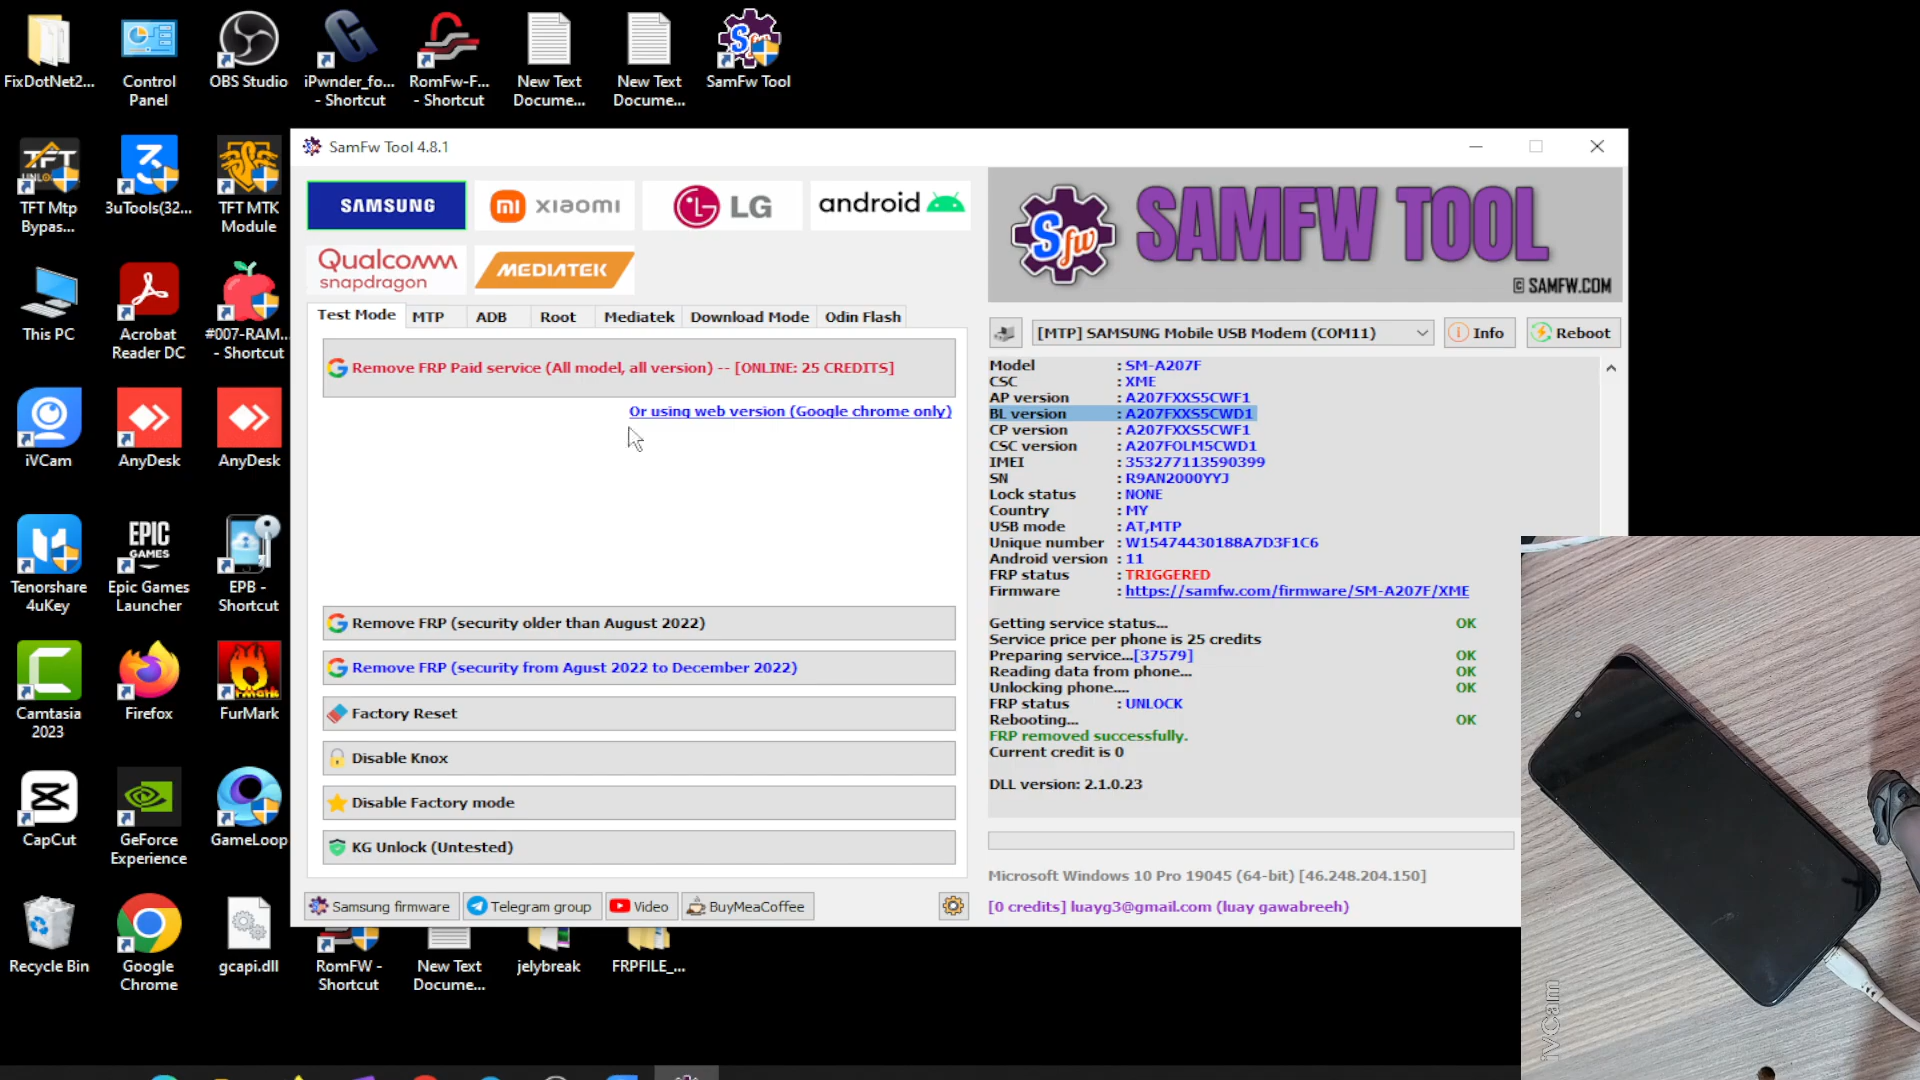 FixDotNet2...
Control
Panel
OBS Studio
iPwnder_fo...
- Shortcut
RomFw-F...
- Shortcut
New Text
Docume...
New Text
Docume...
SamFw Tool
TFT Mtp
Bypas...
3uTools(32...
TFT MTK
Module
This PC
Acrobat
Reader DC
#007-RAM...
- Shortcut
iVCam
AnyDesk
AnyDesk
Tenorshare
4uKey
EPIC
GAMES
Epic Games
Launcher
EPB -
Shortcut
Camtasia
2023
Firefox
FurMark
CapCut
GeForce
Experience
GameLoop
Recycle Bin
Google
Chrome
gcapi.dll
RomFW -
Shortcut
New Text
Docume...
jelybreak
FRPFILE_...
SamFw Tool 4.8.1
SAMSUNG
xiaomi
LG
android
Qualcomm
snapdragon
MEDIATEK
Test Mode
MTP
ADB
Root
Mediatek
Download Mode
Odin Flash
Remove FRP Paid service (All model, all version) -- [ONLINE: 25 CREDITS]
Or using web version (Google chrome only)
Remove FRP (security older than August 2022)
Remove FRP (security from Agust 2022 to December 2022)
Factory Reset
Disable Knox
Disable Factory mode
KG Unlock (Untested)
Samsung firmware
Telegram group
Video
BuyMeaCoffee
Sfw
SAMFW TOOL
© SAMFW.COM
[MTP] SAMSUNG Mobile USB Modem (COM11)
Info
Reboot
Model : SM-A207F
CSC : XME
AP version : A207FXXS5CWF1
BL version : A207FXXS5CWD1
CP version : A207FXXS5CWF1
CSC version : A207FOLM5CWD1
IMEI : 353277113590399
SN : R9AN2000YYJ
Lock status : NONE
Country : MY
USB mode : AT,MTP
Unique number : W15474430188A7D3F1C6
Android version : 11
FRP status : TRIGGERED
Firmware : https://samfw.com/firmware/SM-A207F/XME
Getting service status... OK
Service price per phone is 25 credits
Preparing service...[37579] OK
Reading data from phone... OK
Unlocking phone.... OK
FRP status : UNLOCK
Rebooting... OK
FRP removed successfully.
Current credit is 0
DLL version: 2.1.0.23
Microsoft Windows 10 Pro 19045 (64-bit) [46.248.204.150]
[0 credits] luayg3@gmail.com (luay gawabreeh)
iVCam